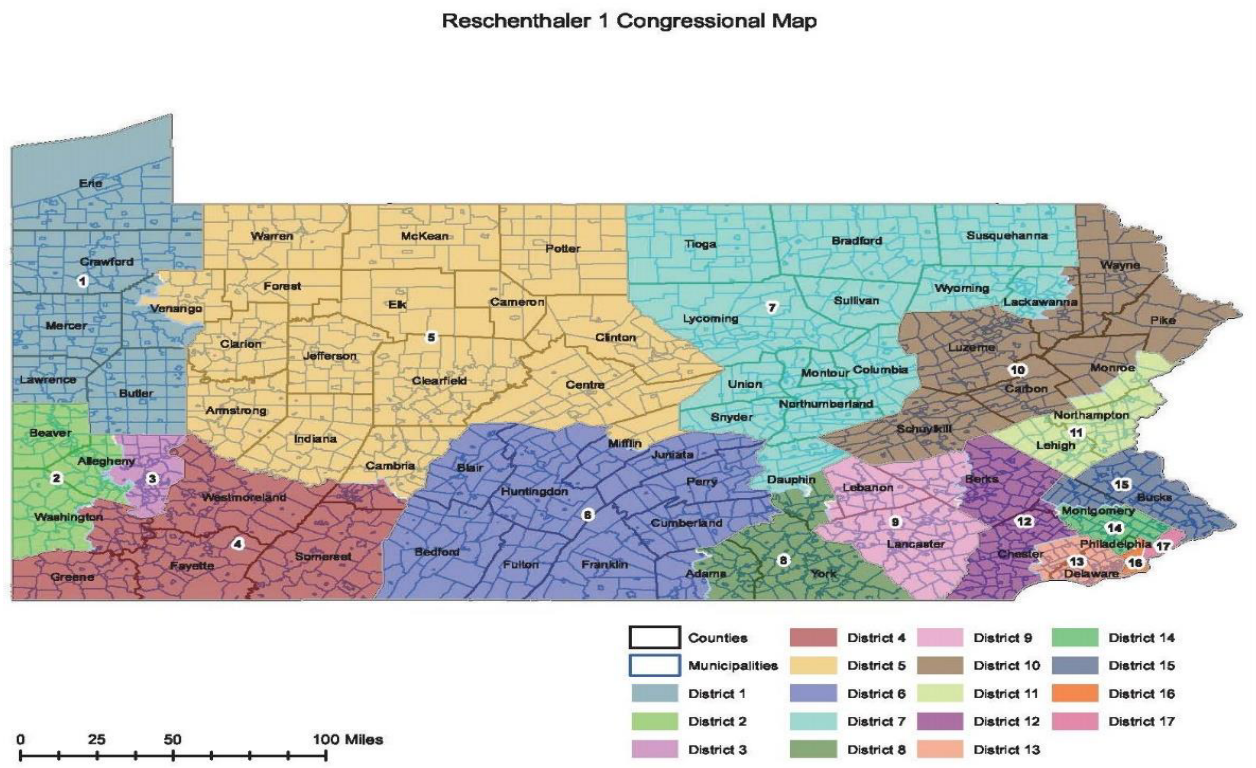 Reschenthaler 1 Congressional Map
Erie
Warren
McKean
Potter
Tioga
Bradford
Susquehanna
Wayne
Crawford
1
Forest
Elk
Cameron
Venango
Wyoming
Lackawanna
Sullivan
Mercer
Lycoming
7
Pike
Clarion
Jefferson
5
Clinton
Luzerne
10
Monroe
Lawrence
Butler
Clearfield
Centre
Union
Montour
Columbia
Carbon
Armstrong
Snyder
Northumberland
Northampton
Beaver
Indiana
Mifflin
Schuylkill
11
Lehigh
Allegheny
Cambria
Blair
Juniata
2
3
Huntingdon
Perry
Dauphin
Lebanon
Berks
15
Bucks
Westmoreland
Washington
6
Cumberland
9
12
Montgomery
14
4
Somerset
Bedford
Lancaster
Chester
Philadelphia
17
Greene
Fayette
Fulton
Franklin
Adams
8
York
13
16
Delaware
Counties
Municipalities
District 1
District 2
District 3
District 4
District 5
District 6
District 7
District 8
District 9
District 10
District 11
District 12
District 13
District 14
District 15
District 16
District 17
0 25 50 100 Miles